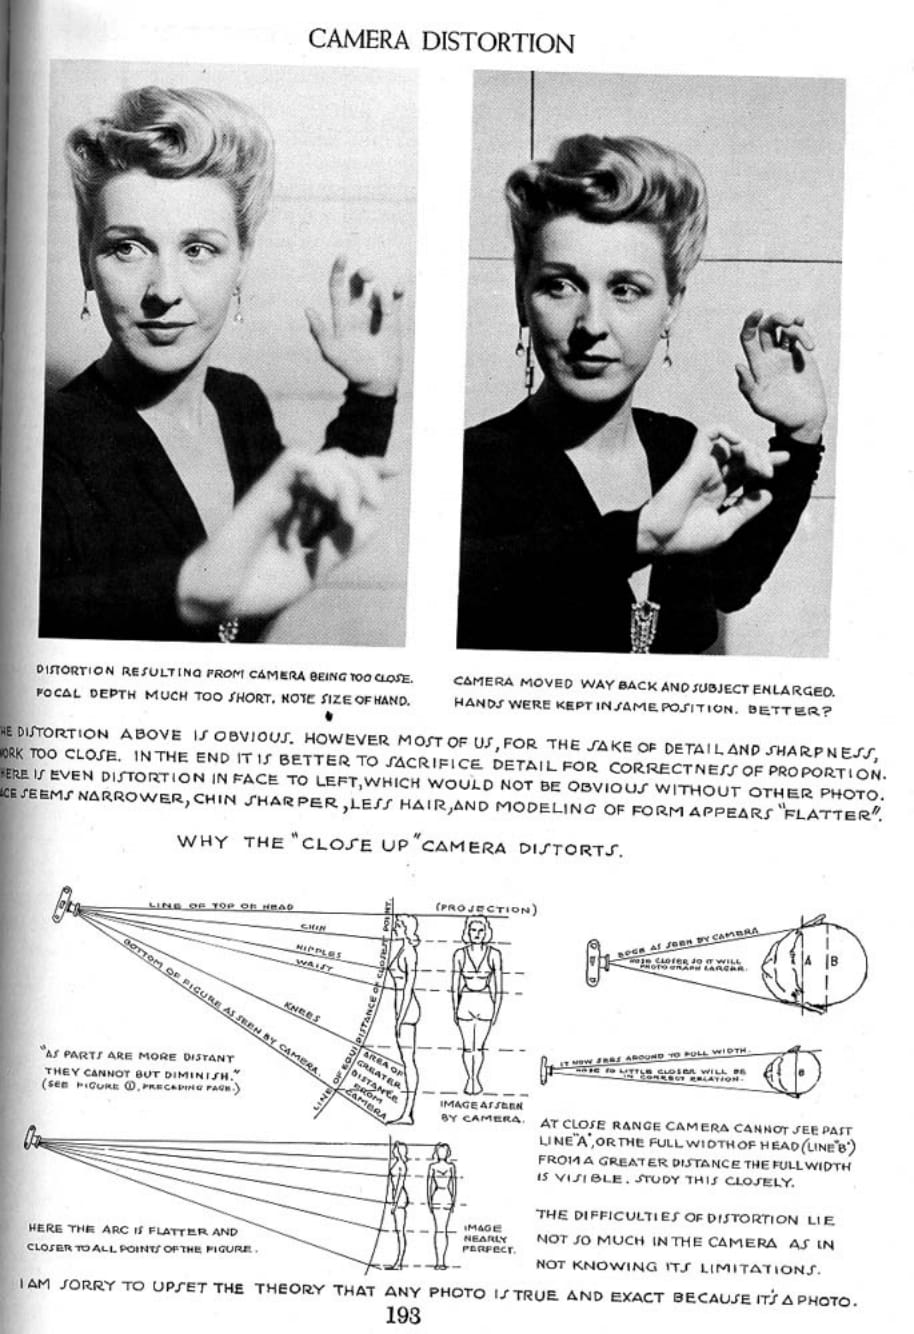 CAMERA DISTORTION
DISTORTION RESULTING FROM CAMERA BEING TOO CLOSE.
FOCAL DEPTH MUCH TOO SHORT. NOTE SIZE OF HAND.
CAMERA MOVED WAY BACK AND SUBJECT ENLARGED.
HANDS WERE KEPT IN SAME POSITION. BETTER?
HE DISTORTION ABOVE IS OBVIOUS. HOWEVER MOST OF US, FOR THE SAKE OF DETAIL AND SHARPNESS,
ORK TOO CLOSE. IN THE END IT IS BETTER TO SACRIFICE DETAIL FOR CORRECTNESS OF PROPORTION.
HERE IS EVEN DISTORTION IN FACE TO LEFT, WHICH WOULD NOT BE OBVIOUS WITHOUT OTHER PHOTO.
CE SEEMS NARROWER, CHIN SHARPER, LESS HAIR, AND MODELING OF FORM APPEARS "FLATTER".
WHY THE "CLOSE UP" CAMERA DISTORTS.
LINE OF TOP OF HEAD
CHIN
NIPPLES
WAIST
KNEES
BOTTOM OF FIGURE AS SEEN BY CAMERA.
LINE OF EQUI DISTANCE OF CLOSEST POINT.
AREA OF
GREATER
DISTANCE
FROM
CAMERA
(PROJECTION)
IMAGE AS SEEN
BY CAMERA.
"AS PARTS ARE MORE DISTANT
THEY CANNOT BUT DIMINISH."
(SEE FIGURE ①, PRECEDING PAGE.)
EDGE AS SEEN BY CAMERA
NOSE CLOSER SO IT WILL
PHOTOGRAPH LARGER.
A B
IT NOW SEES AROUND TO FULL WIDTH.
NOSE SO LITTLE CLOSER WILL BE
IN CORRECT RELATION.
B
AT CLOSE RANGE CAMERA CANNOT SEE PAST
LINE "A", OR THE FULL WIDTH OF HEAD (LINE "B")
FROM A GREATER DISTANCE THE FULL WIDTH
IS VISIBLE. STUDY THIS CLOSELY.
HERE THE ARC IS FLATTER AND
CLOSER TO ALL POINTS OF THE FIGURE.
IMAGE
NEARLY
PERFECT.
THE DIFFICULTIES OF DISTORTION LIE
NOT SO MUCH IN THE CAMERA AS IN
NOT KNOWING ITS LIMITATIONS.
I AM SORRY TO UPSET THE THEORY THAT ANY PHOTO IS TRUE AND EXACT BECAUSE IT'S A PHOTO.
193